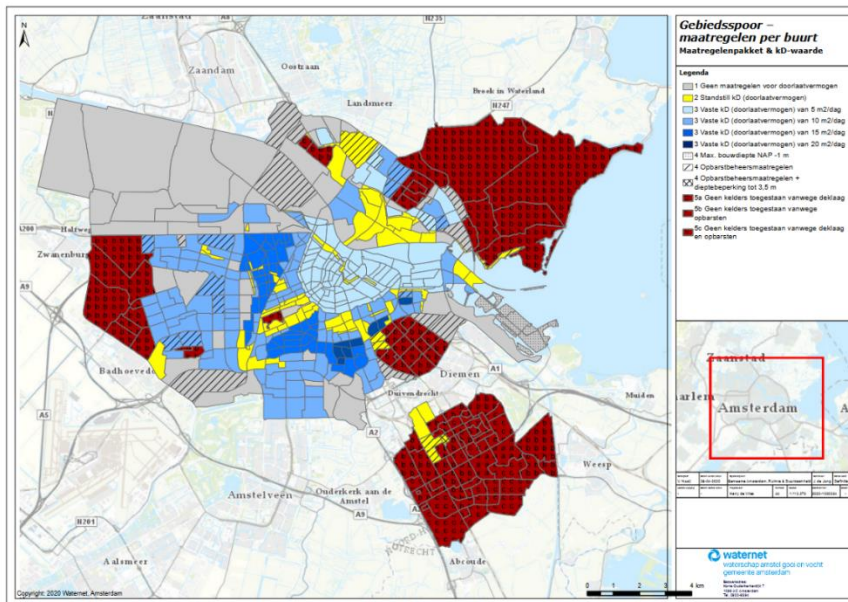 Gebiedsspoor –
maatregelen per buurt
Maatregelenpakket & kD-waarde
Legenda
1 Geen maatregelen voor doorlaatvermogen
2 Standstill kD (doorlaatvermogen)
3 Vaste kD (doorlaatvermogen) van 5 m2/dag
3 Vaste kD (doorlaatvermogen) van 10 m2/dag
3 Vaste kD (doorlaatvermogen) van 15 m2/dag
3 Vaste kD (doorlaatvermogen) van 20 m2/dag
4 Max. bouwdiepte NAP -1 m
4 Opbarstbeheersmaatregelen
4 Opbarstbeheersmaatregelen +
dieptebeperking tot 3,5 m
5a Geen kelders toegestaan vanwege deklaag
5b Geen kelders toegestaan vanwege
opbarsten
5c Geen kelders toegestaan vanwege deklaag
en opbarsten
N
Zaanstad
N235
Oostzaan
Zaandam
Broek in Waterland
Landsmeer
N247
A200
Halfweg
Zwanenburg
A9
Badhoevedorp
Diemen
A1
Duivendrecht
Muiden
A5
A2
Weesp
Ouderkerk aan de
Amstel
Amstelveen
A9
N201
Aalsmeer
UTRECHT
Abcoude
Zaanstad
Amsterdam
waternet
waterschap amstel gooi en vecht
gemeente amsterdam
0 1 2 4 km
Copyright: 2020 Waternet, Amsterdam